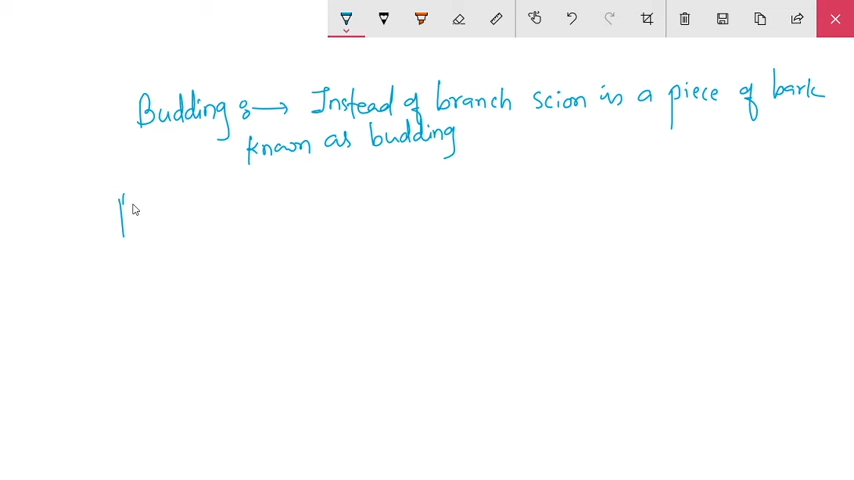 Budding :⟶ Instead of branch scion is a piece of bark
known as budding